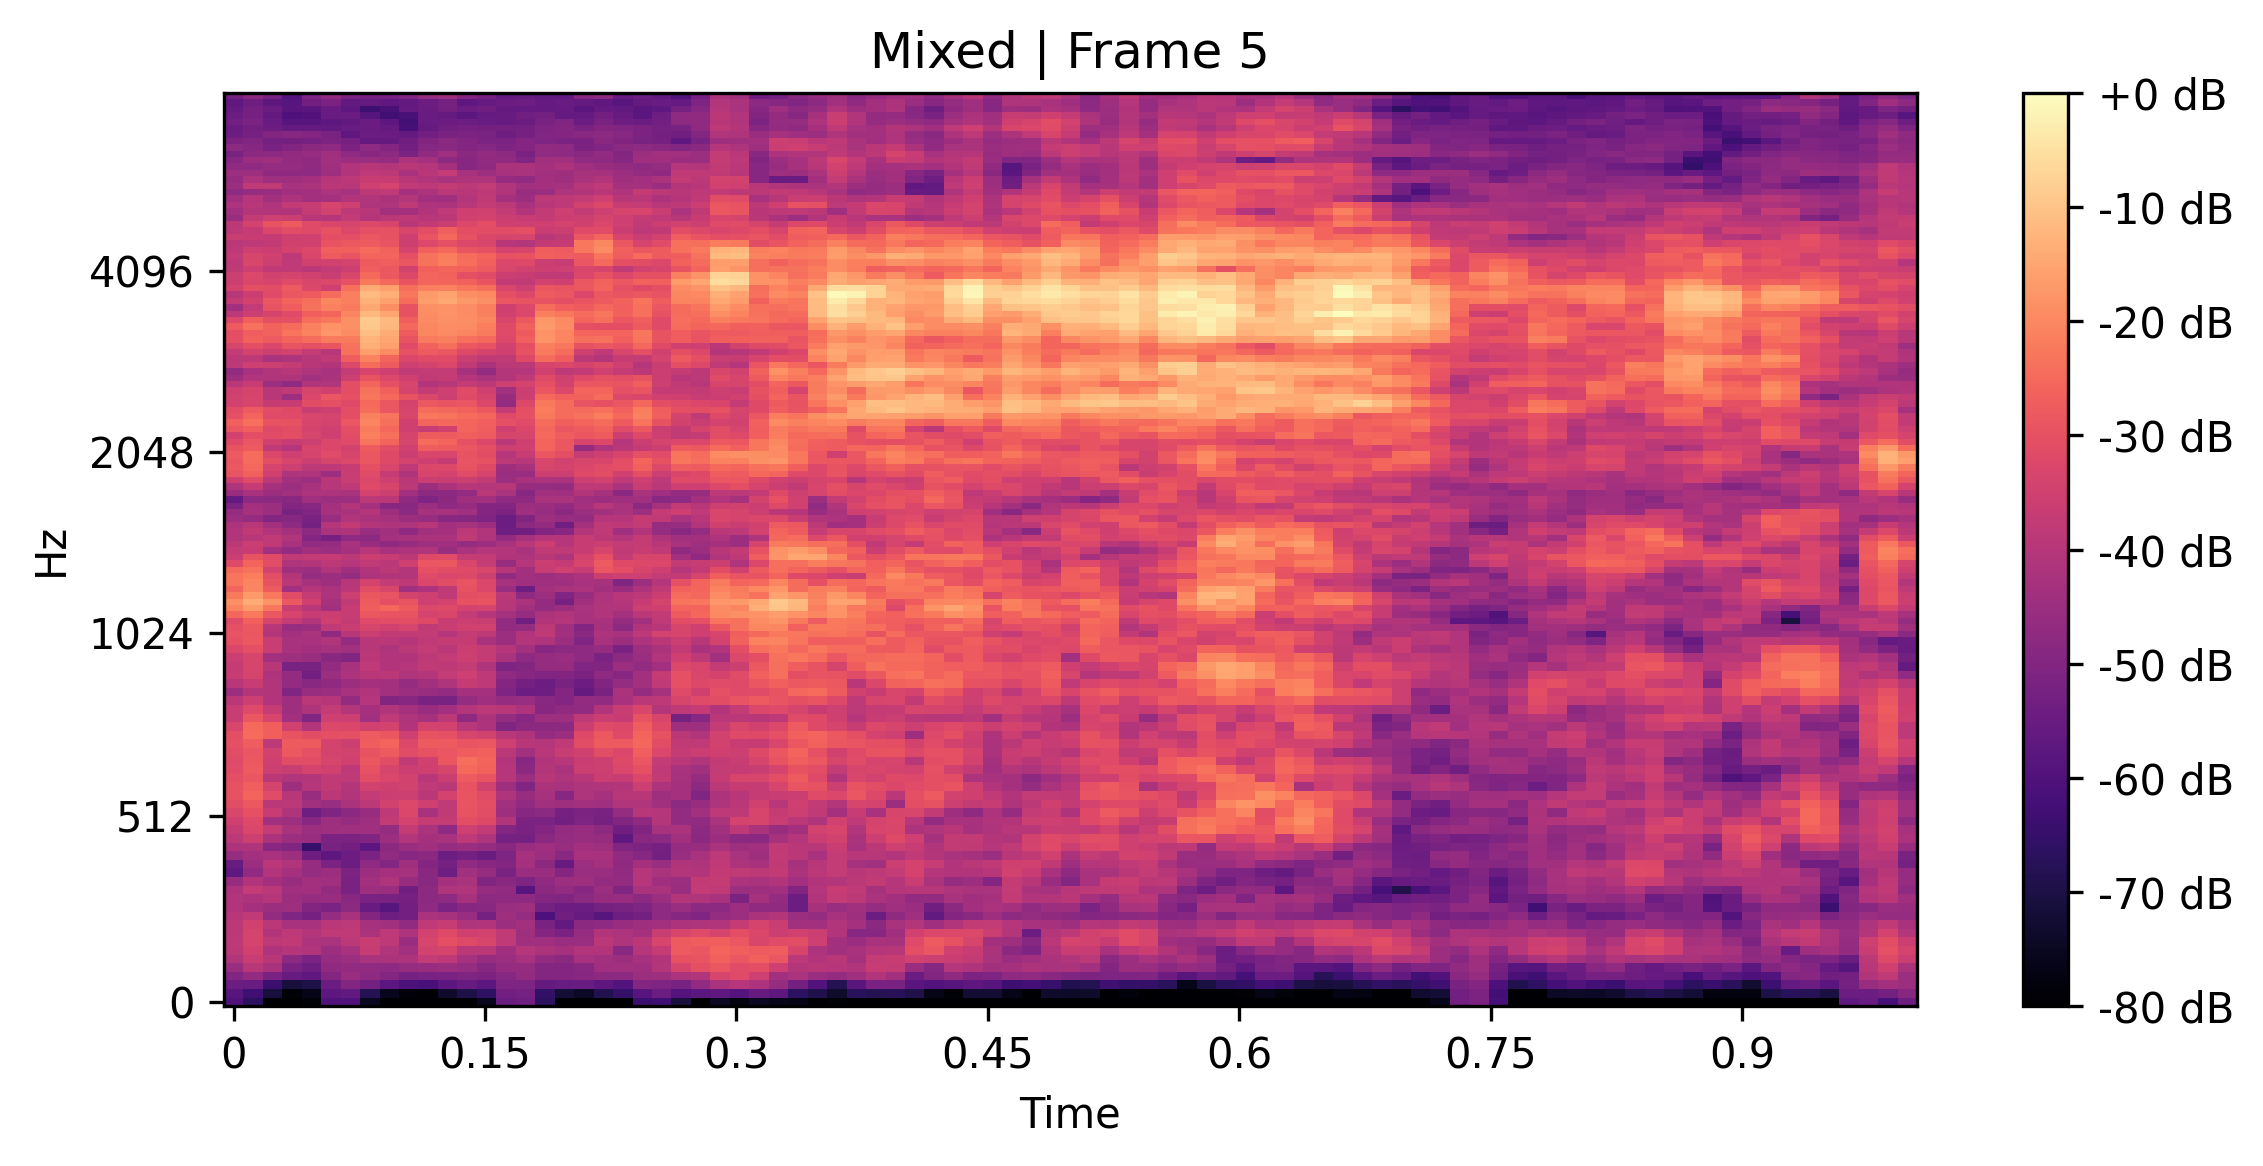 Mixed | Frame 5
+0 dB
-10 dB
-20 dB
-30 dB
-40 dB
-50 dB
-60 dB
-70 dB
-80 dB
4096
2048
1024
512
0
Hz
0 0.15 0.3 0.45 0.6 0.75 0.9
Time